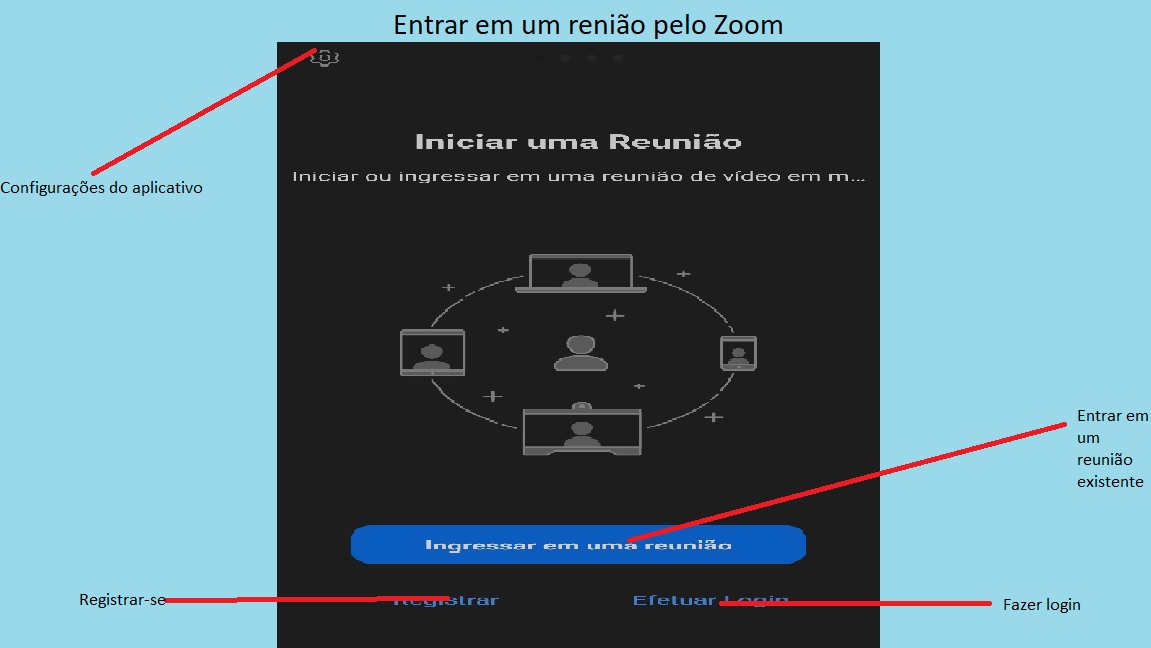 Entrar em um renião pelo Zoom
Iniciar uma Reunião
Iniciar ou ingressar em uma reunião de vídeo em m...
Configurações do aplicativo
Entrar em
um
reunião
existente
Ingressar em uma reunião
Registrar-se
Registrar
Efetuar Login
Fazer login